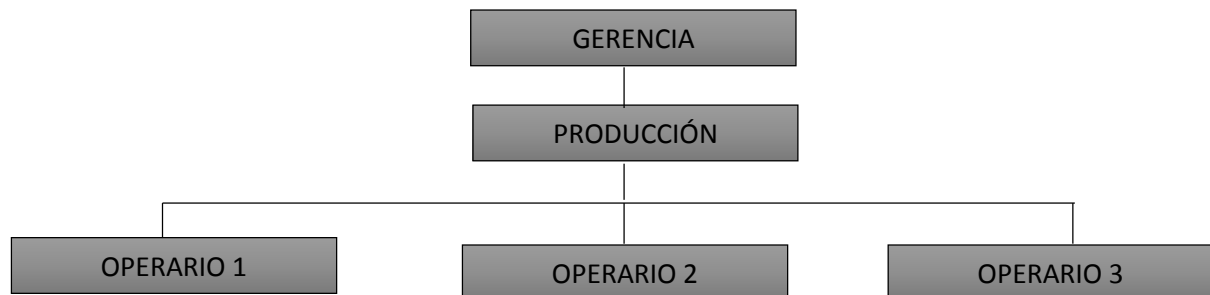 GERENCIA
PRODUCCIÓN
OPERARIO 1
OPERARIO 2
OPERARIO 3